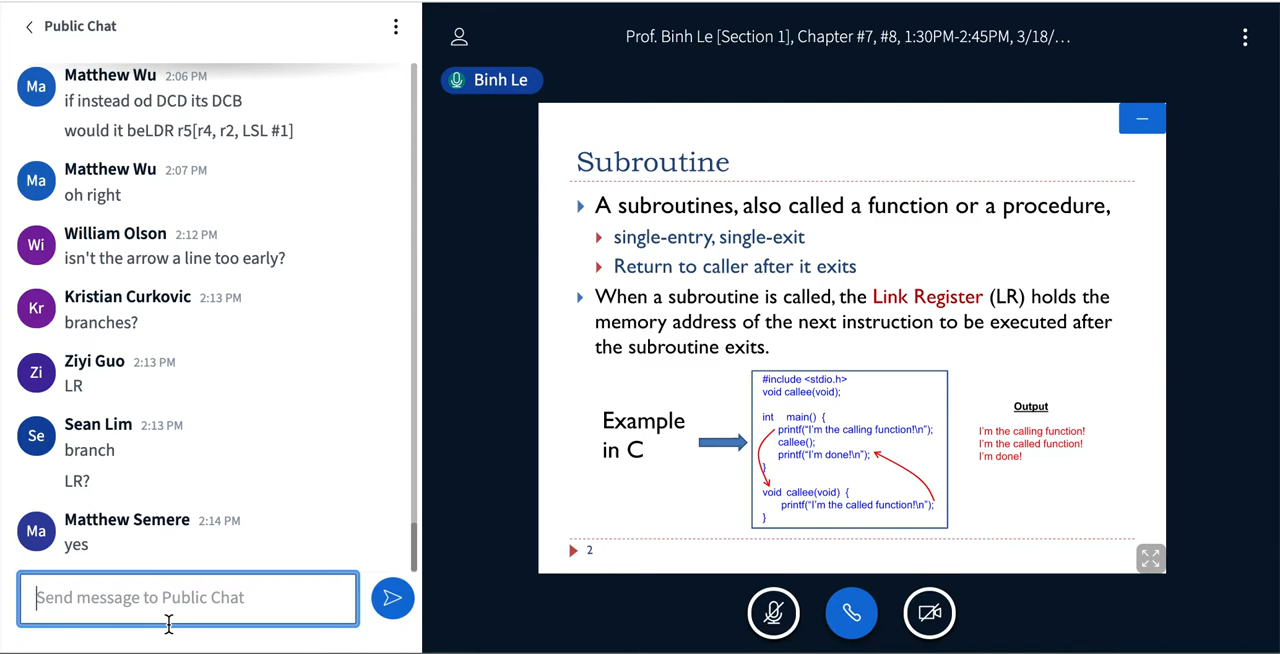 Public Chat
Ma
Matthew Wu 2:06 PM
if instead od DCD its DCB
would it beLDR r5[r4, r2, LSL #1]
Ma
Matthew Wu 2:07 PM
oh right
Wi
William Olson 2:12 PM
isn't the arrow a line too early?
Kr
Kristian Curkovic 2:13 PM
branches?
Zi
Ziyi Guo 2:13 PM
LR
Se
Sean Lim 2:13 PM
branch
LR?
Ma
Matthew Semere 2:14 PM
yes
Send message to Public Chat
Prof. Binh Le [Section 1], Chapter #7, #8, 1:30PM-2:45PM, 3/18/…
Binh Le
Subroutine
A subroutines, also called a function or a procedure,
single-entry, single-exit
Return to caller after it exits
When a subroutine is called, the Link Register (LR) holds the
memory address of the next instruction to be executed after
the subroutine exits.
Example
in C
#include <stdio.h>
void callee(void);
int main() {
printf("I'm the calling function!\n");
callee();
printf("I'm done!\n");
}
void callee(void) {
printf("I'm the called function!\n");
}
Output
I'm the calling function!
I'm the called function!
I'm done!
2